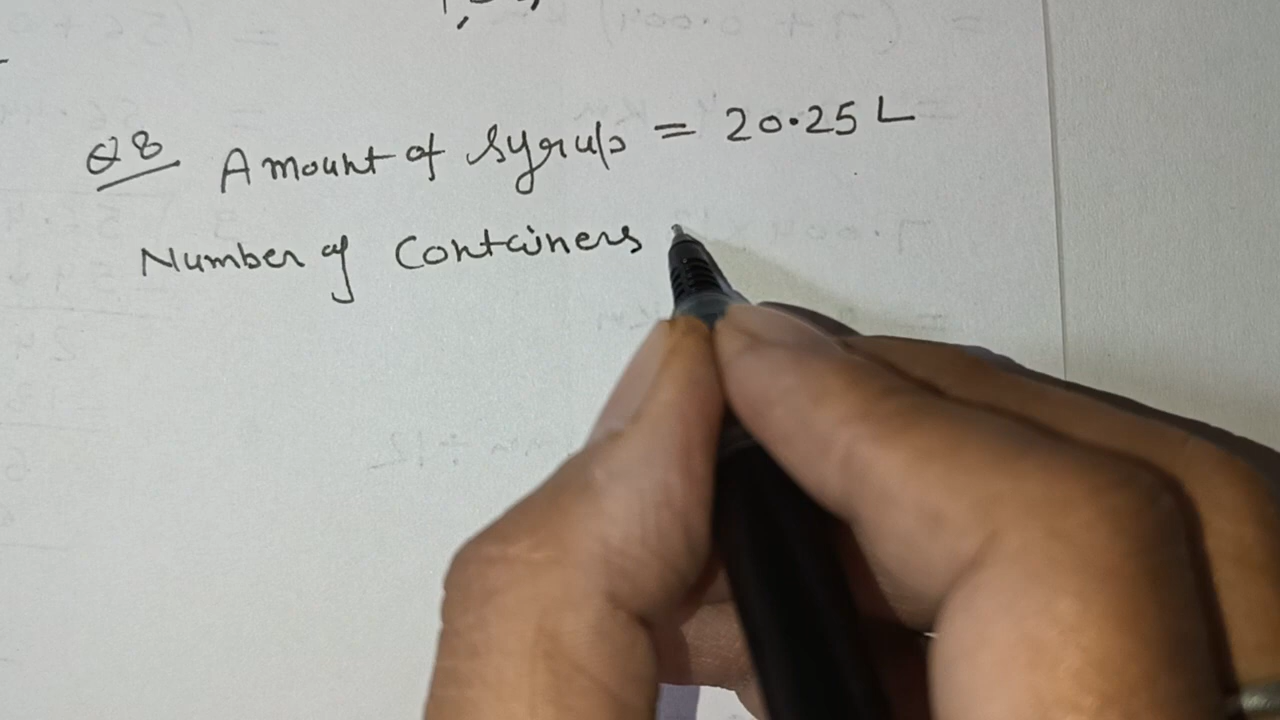 Q8 Amount of Syrup = 20.25 L
Number of Containers